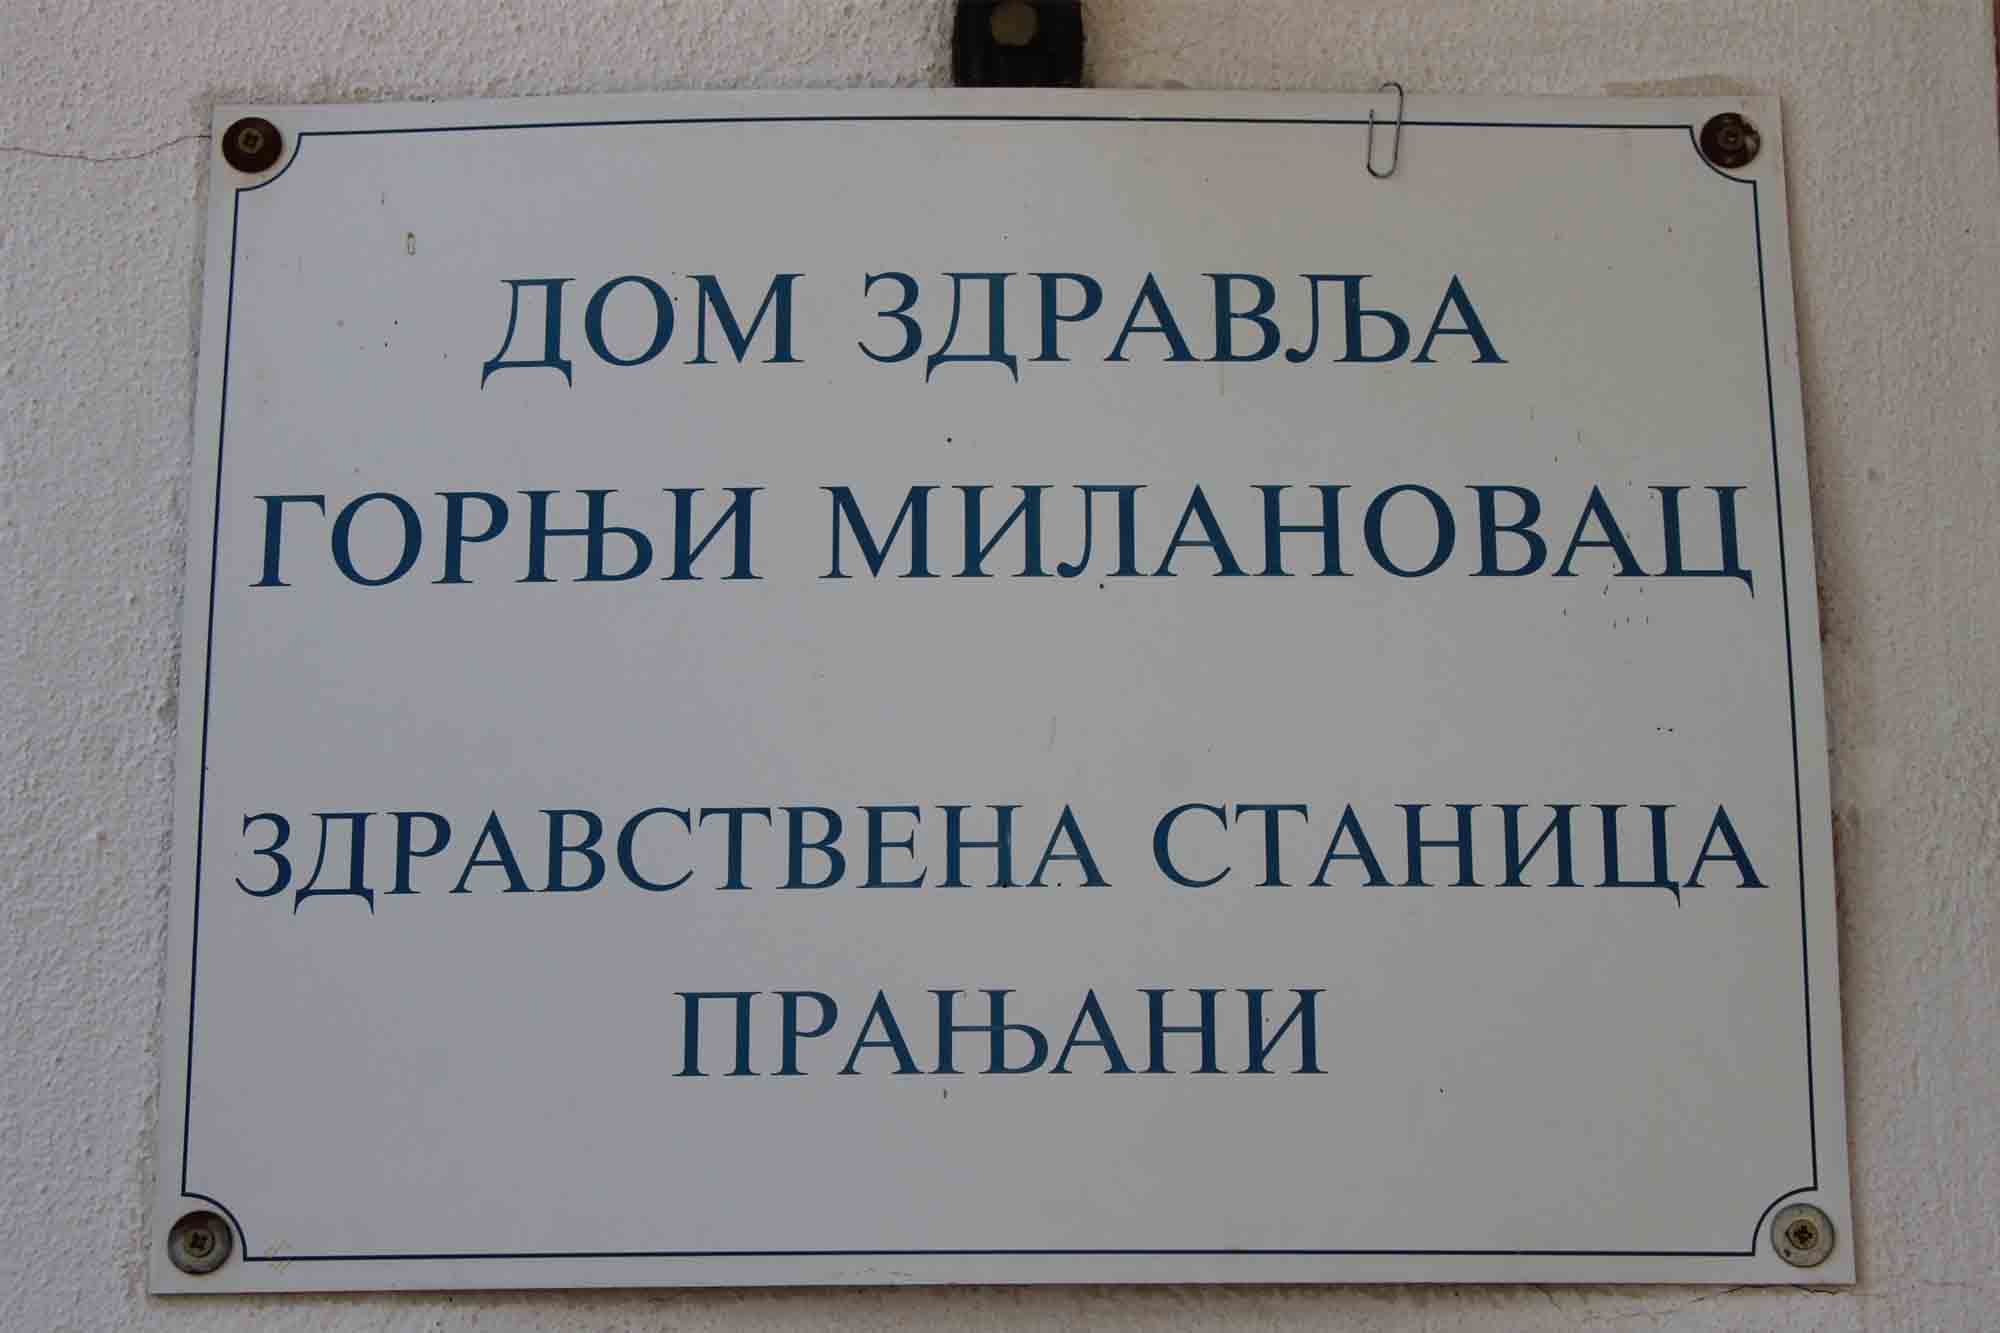 ДОМ ЗДРАВЉА
ГОРЊИ МИЛАНОВАЦ
ЗДРАВСТВЕНА СТАНИЦА
ПРАЊАНИ